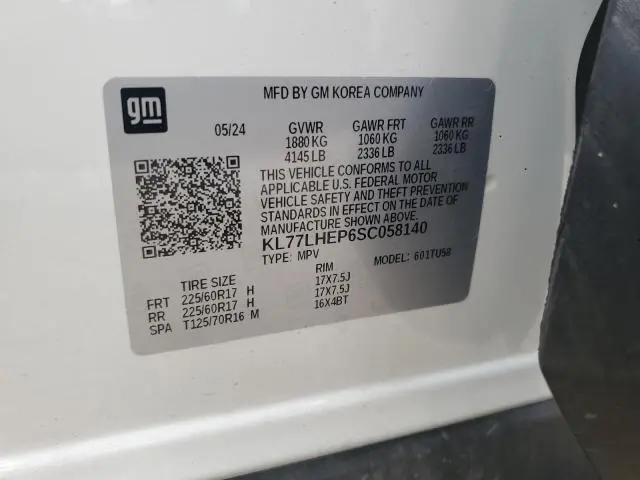 MFD BY GM KOREA COMPANY
gm
05/24 GVWR GAWR FRT GAWR RR
1880 KG 1060 KG 1060 KG
4145 LB 2336 LB 2336 LB
THIS VEHICLE CONFORMS TO ALL
APPLICABLE U.S. FEDERAL MOTOR
VEHICLE SAFETY AND THEFT PREVENTION
STANDARDS IN EFFECT ON THE DATE OF
MANUFACTURE SHOWN ABOVE.
KL77LHEP6SC058140
TYPE: MPV MODEL: 601TU58
TIRE SIZE RIM
FRT 225/60R17 H 17X7.5J
RR 225/60R17 H 17X7.5J
SPA T125/70R16 M 16X4BT